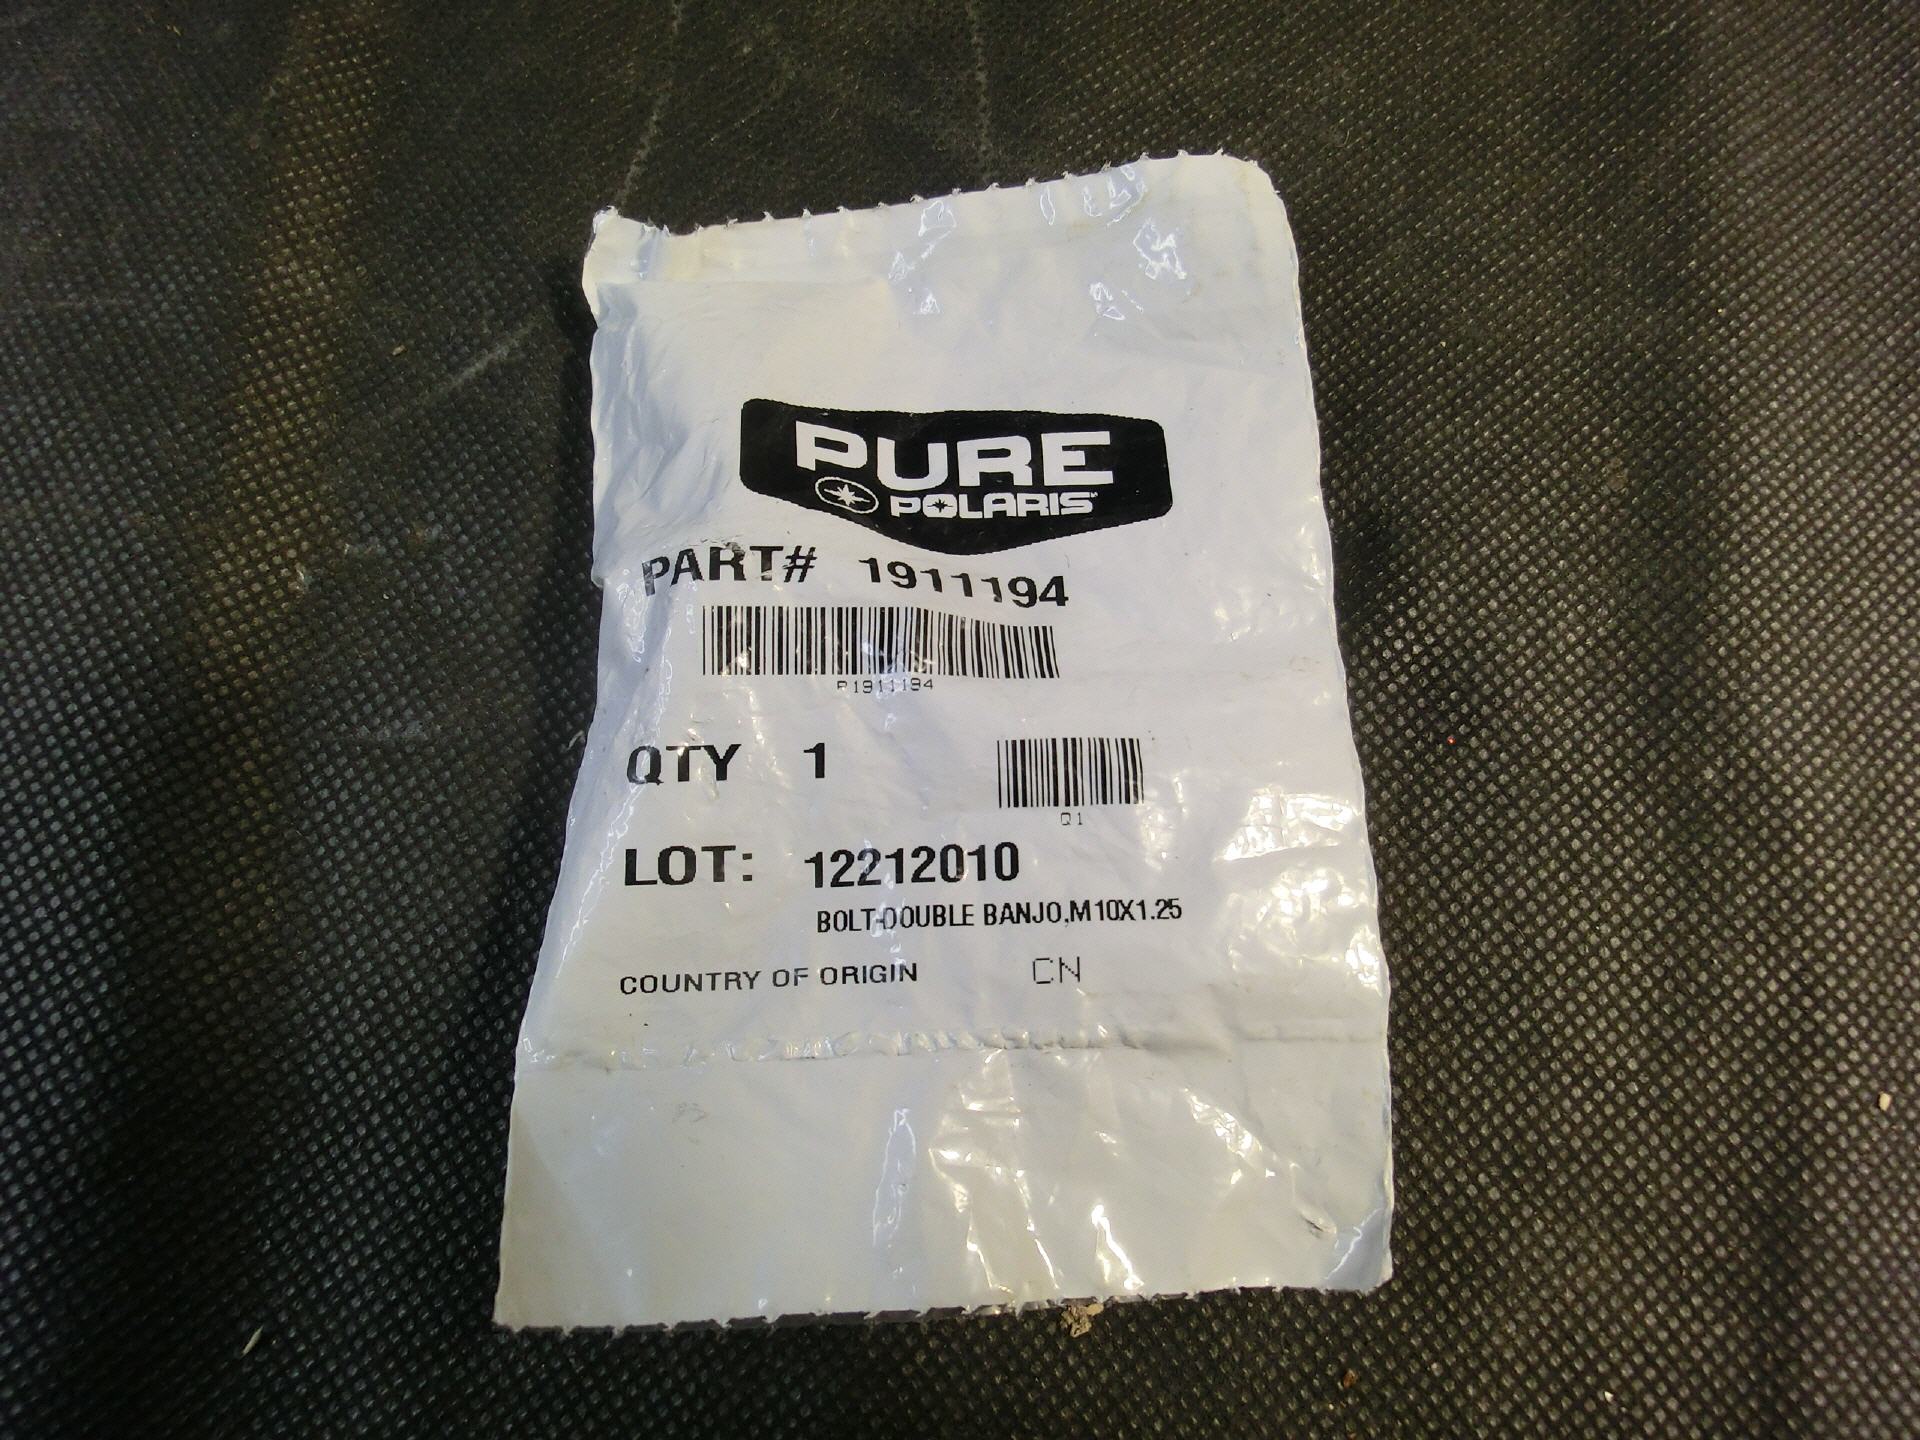 PURE
POLARIS
PART# 1911194
P1911194
QTY 1
Q1
LOT: 12212010
BOLT-DOUBLE BANJO,M10X1.25
COUNTRY OF ORIGIN CN